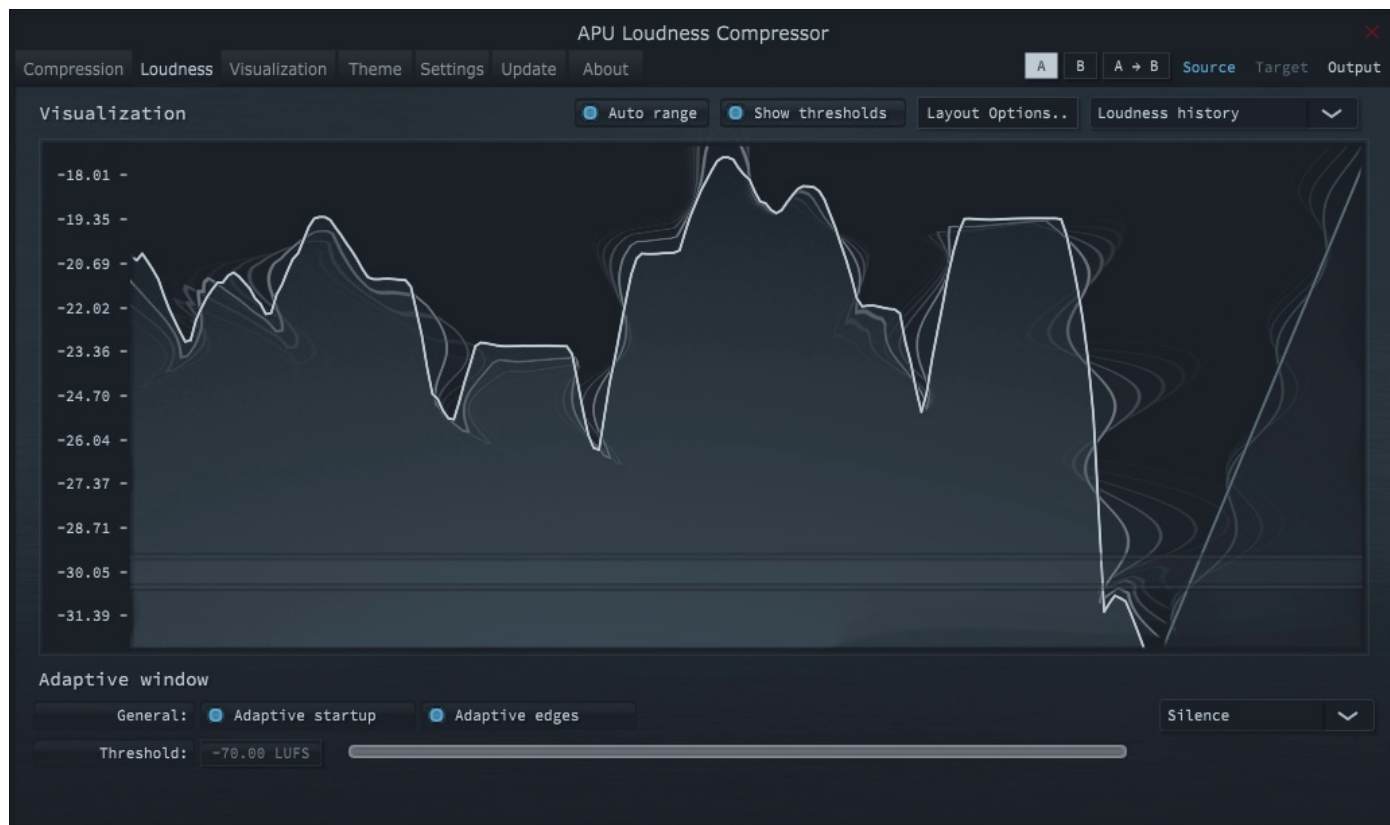 APU Loudness Compressor
Compression Loudness Visualization Theme Settings Update About A B A → B Source Target Output
Visualization Auto range Show thresholds Layout Options.. Loudness history
-18.01 -
-19.35 -
-20.69 -
-22.02 -
-23.36 -
-24.70 -
-26.04 -
-27.37 -
-28.71 -
-30.05 -
-31.39 -
Adaptive window
General: Adaptive startup Adaptive edges Silence
Threshold: -70.00 LUFS